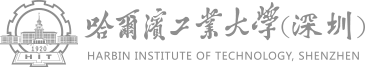 哈爾濱工業大學(深圳)
HARBIN INSTITUTE OF TECHNOLOGY, SHENZHEN
1920
HIT